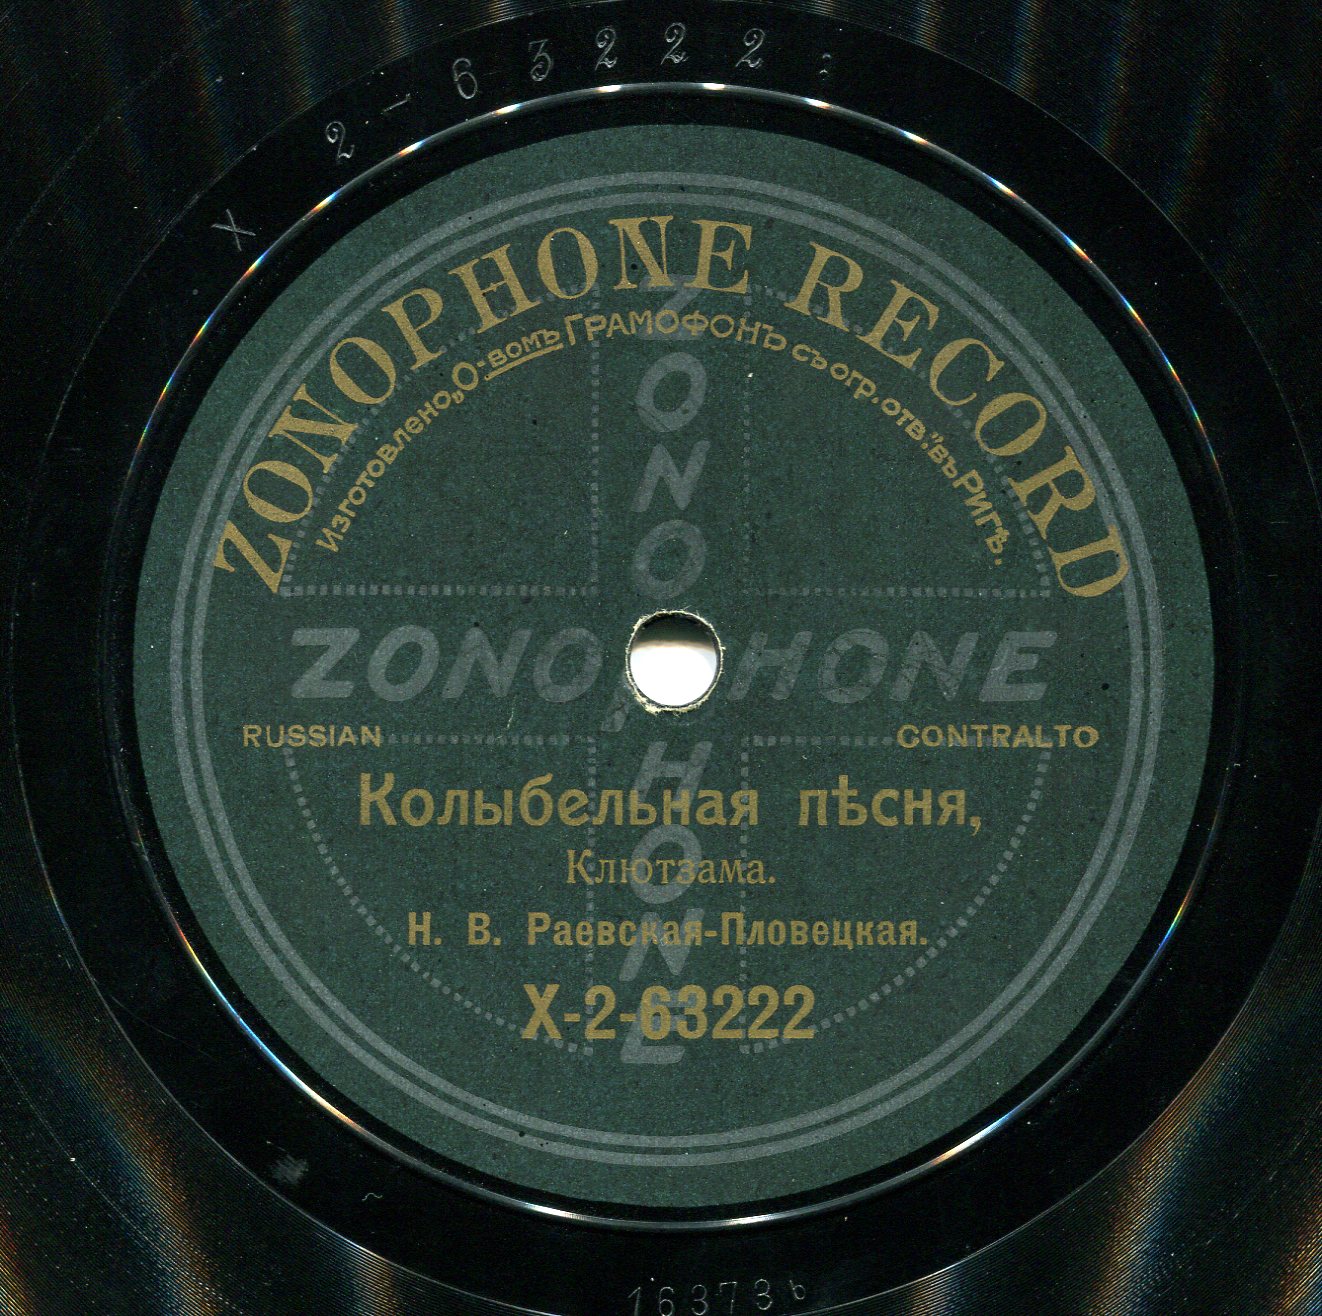 X 2-63222
ZONOPHONE RECORD
Изготовлено „О-вомъ Грамофонъ съ огр. отв.“ въ Ригѣ.
ZONOPHONE
ZONOPHONE
RUSSIAN
CONTRALTO
Колыбельная пѣсня,
Клютзама.
Н. В. Раевская-Пловецкая.
X-2-63222
16373b